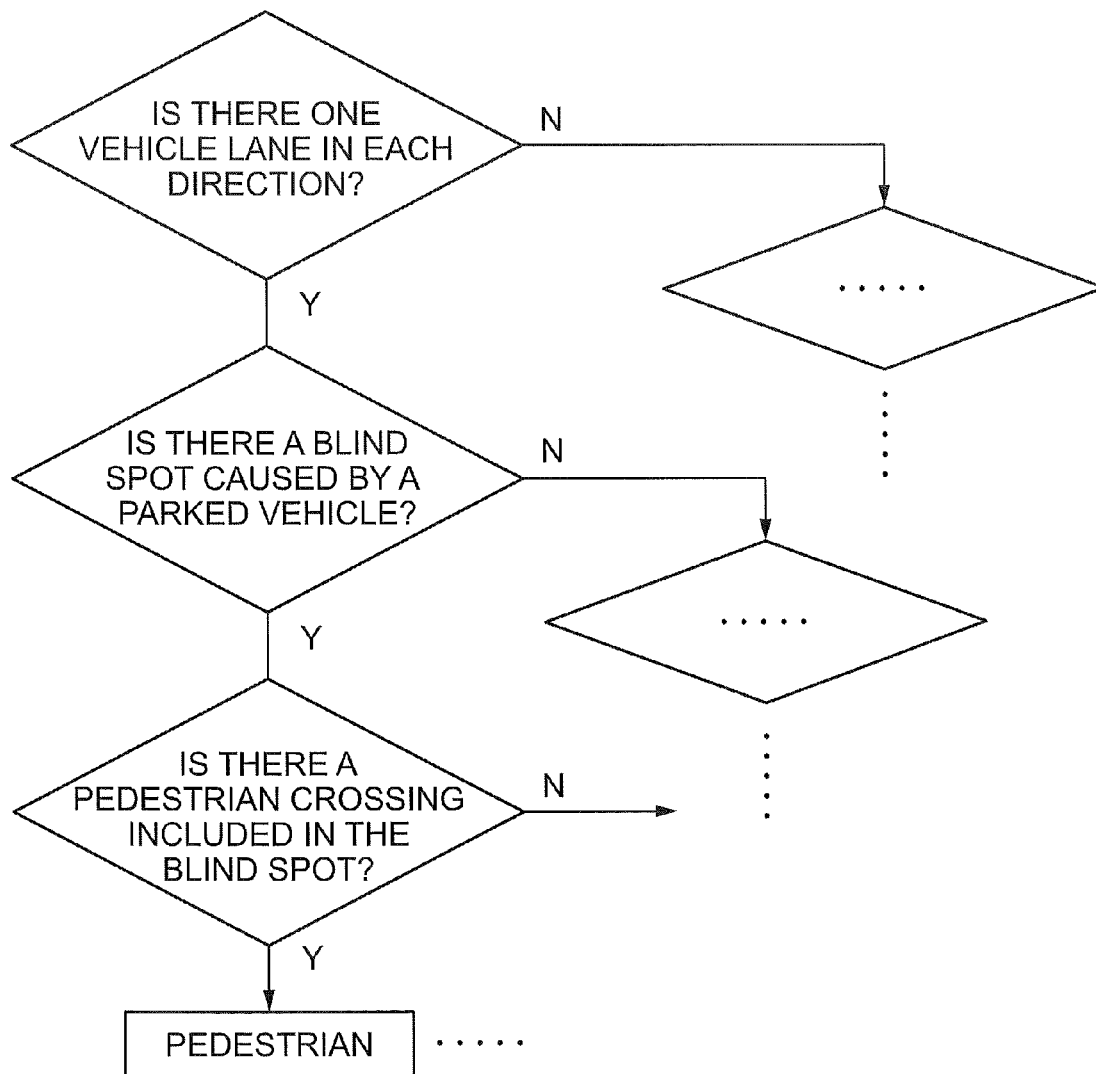 IS THERE ONE
VEHICLE LANE IN EACH
DIRECTION?
N
.....
Y
IS THERE A BLIND
SPOT CAUSED BY A
PARKED VEHICLE?
N
.....
Y
IS THERE A
PEDESTRIAN CROSSING
INCLUDED IN THE
BLIND SPOT?
N
Y
PEDESTRIAN
.....